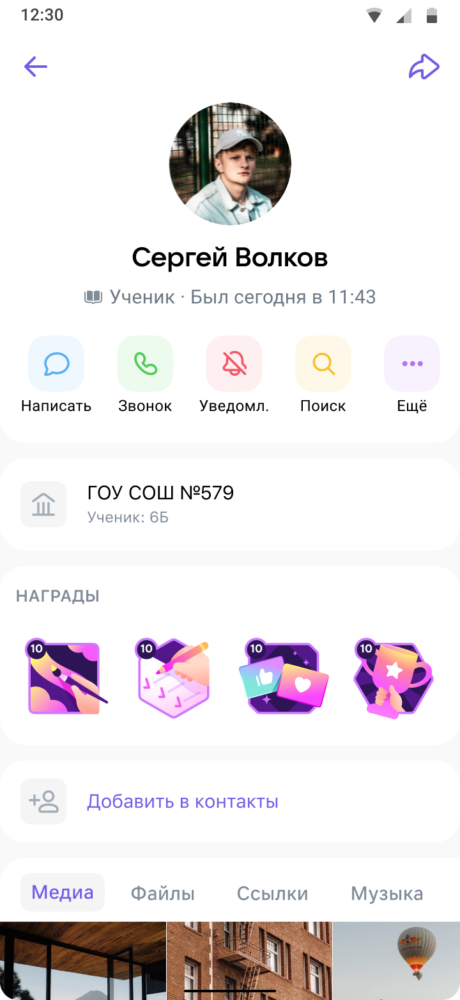 12:30
Сергей Волков
Ученик · Был сегодня в 11:43
Написать Звонок Уведомл. Поиск Ещё
ГОУ СОШ №579
Ученик: 6Б
НАГРАДЫ
10 10 10 10
Добавить в контакты
Медиа Файлы Ссылки Музыка